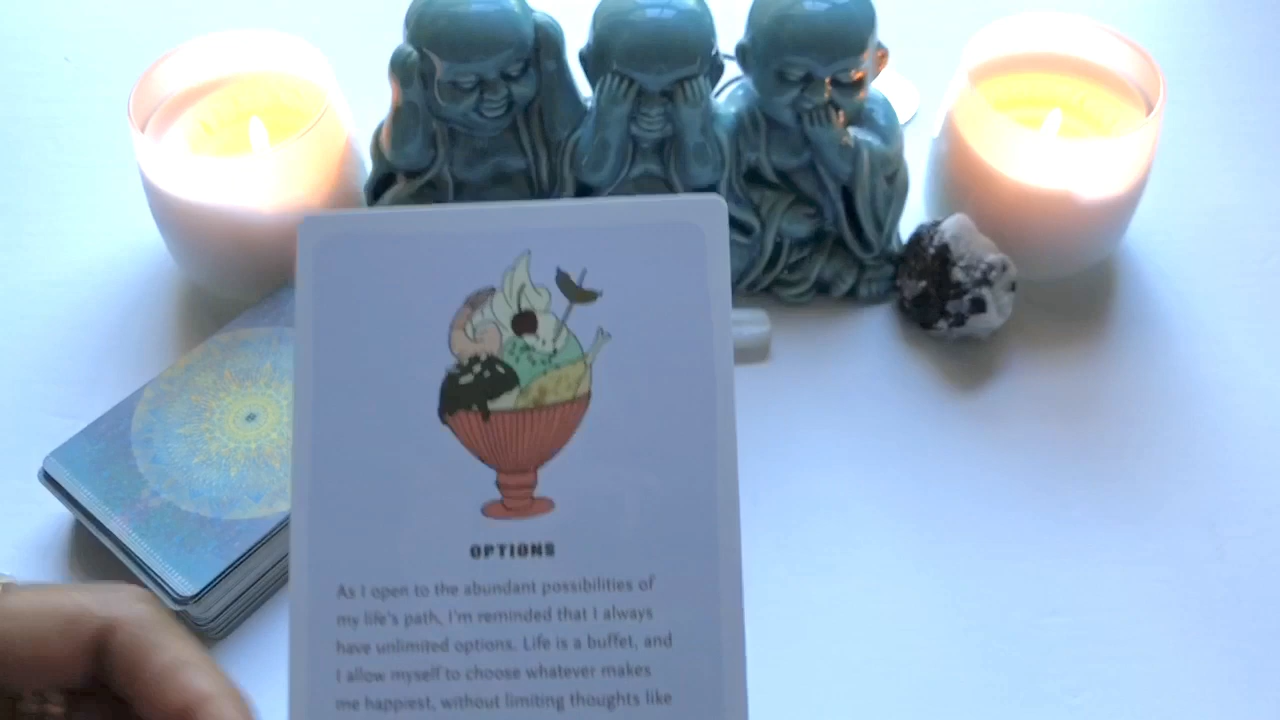 OPTIONS
As I open to the abundant possibilities of
my life's path, I'm reminded that I always
have unlimited options. Life is a buffet, and
I allow myself to choose whatever makes
me happiest, without limiting thoughts like